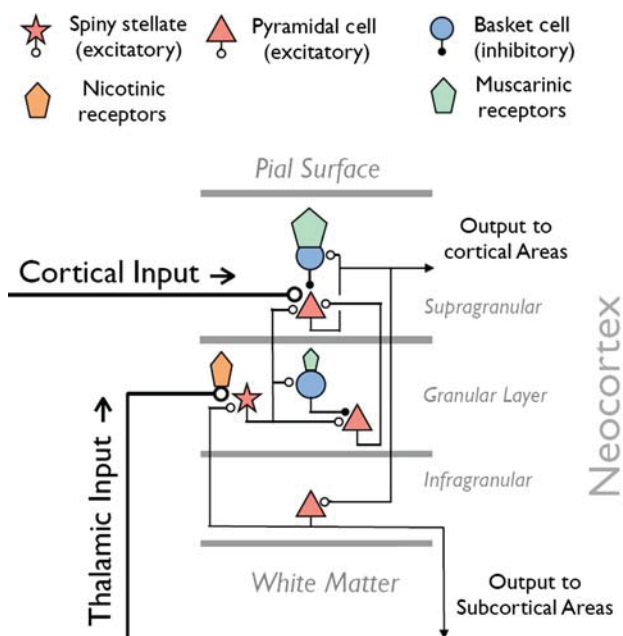 Spiny stellate
(excitatory)
Pyramidal cell
(excitatory)
Basket cell
(inhibitory)
Nicotinic
receptors
Muscarinic
receptors
Pial Surface
Output to
cortical Areas
Cortical Input →
Supragranular
Granular Layer
Infragranular
Neocortex
Thalamic Input →
White Matter
Output to
Subcortical Areas